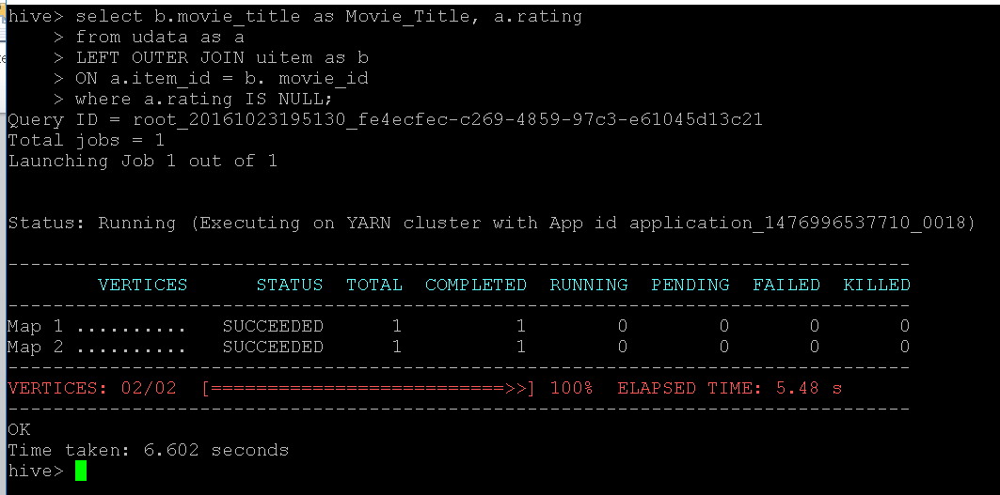 hive> select b.movie_title as Movie_Title, a.rating
    > from udata as a
    > LEFT OUTER JOIN uitem as b
    > ON a.item_id = b. movie_id
    > where a.rating IS NULL;
Query ID = root_20161023195130_fe4ecfec-c269-4859-97c3-e61045d13c21
Total jobs = 1
Launching Job 1 out of 1
Status: Running (Executing on YARN cluster with App id application_1476996537710_0018)
--------------------------------------------------------------------------------
        VERTICES      STATUS  TOTAL  COMPLETED  RUNNING  PENDING  FAILED  KILLED
--------------------------------------------------------------------------------
Map 1 ..........   SUCCEEDED      1          1        0        0       0       0
Map 2 ..........   SUCCEEDED      1          1        0        0       0       0
--------------------------------------------------------------------------------
VERTICES: 02/02  [==========================>>] 100%  ELAPSED TIME: 5.48 s
--------------------------------------------------------------------------------
OK
Time taken: 6.602 seconds
hive>